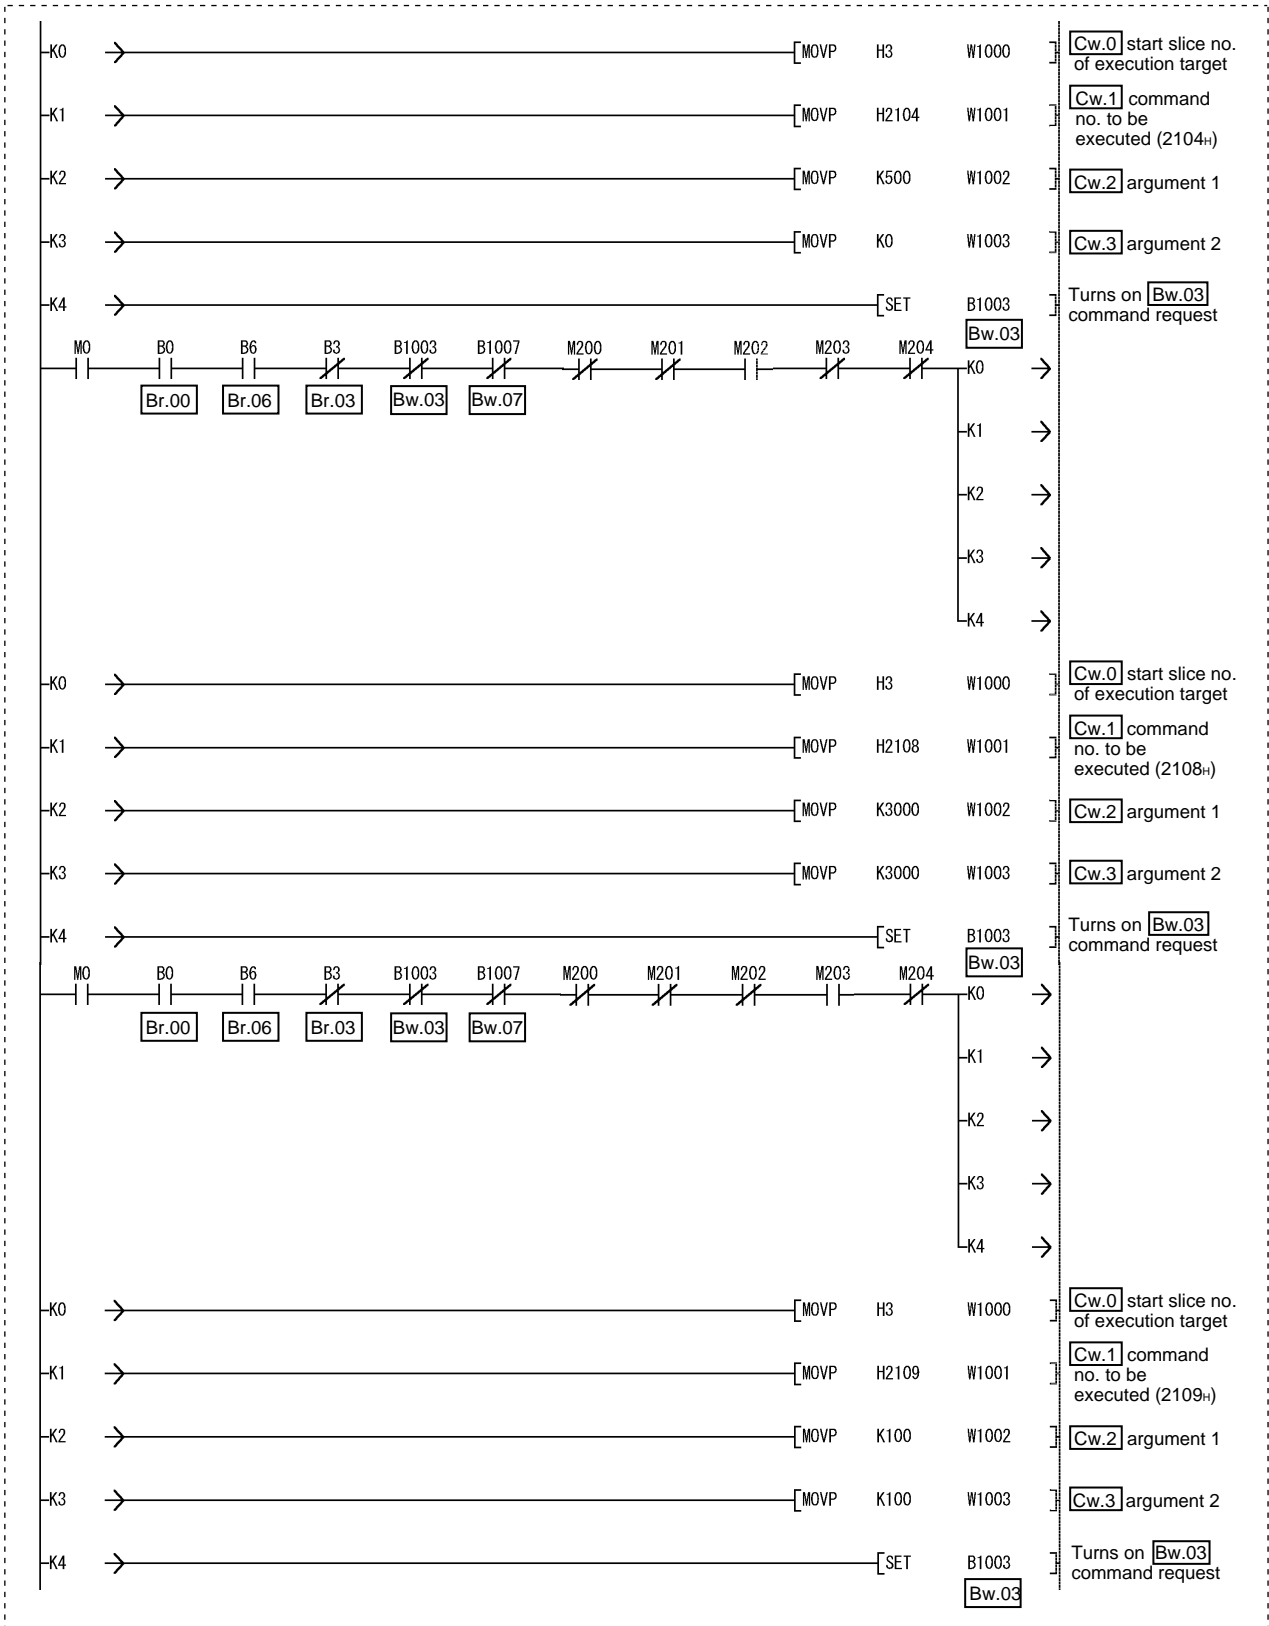 K0 MOVP H3 W1000 Cw.0 start slice no.
of execution target
K1 MOVP H2104 W1001 Cw.1 command
no. to be
executed (2104H)
K2 MOVP K500 W1002 Cw.2 argument 1
K3 MOVP K0 W1003 Cw.3 argument 2
K4 SET B1003 Turns on Bw.03
command request
Bw.03
M0 B0 B6 B3 B1003 B1007 M200 M201 M202 M203 M204
K0
Br.00 Br.06 Br.03 Bw.03 Bw.07
K1
K2
K3
K4
K0 MOVP H3 W1000 Cw.0 start slice no.
of execution target
K1 MOVP H2108 W1001 Cw.1 command
no. to be
executed (2108H)
K2 MOVP K3000 W1002 Cw.2 argument 1
K3 MOVP K3000 W1003 Cw.3 argument 2
K4 SET B1003 Turns on Bw.03
command request
Bw.03
M0 B0 B6 B3 B1003 B1007 M200 M201 M202 M203 M204
K0
Br.00 Br.06 Br.03 Bw.03 Bw.07
K1
K2
K3
K4
K0 MOVP H3 W1000 Cw.0 start slice no.
of execution target
K1 MOVP H2109 W1001 Cw.1 command
no. to be
executed (2109H)
K2 MOVP K100 W1002 Cw.2 argument 1
K3 MOVP K100 W1003 Cw.3 argument 2
K4 SET B1003 Turns on Bw.03
command request
Bw.03